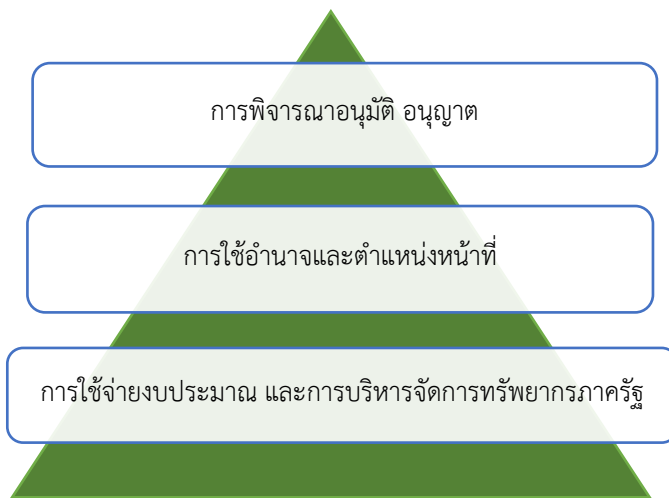 การพิจารณาอนุมัติ อนุญาต
การใช้อำนาจและตำแหน่งหน้าที่
การใช้จ่ายงบประมาณ และการบริหารจัดการทรัพยากรภาครัฐ